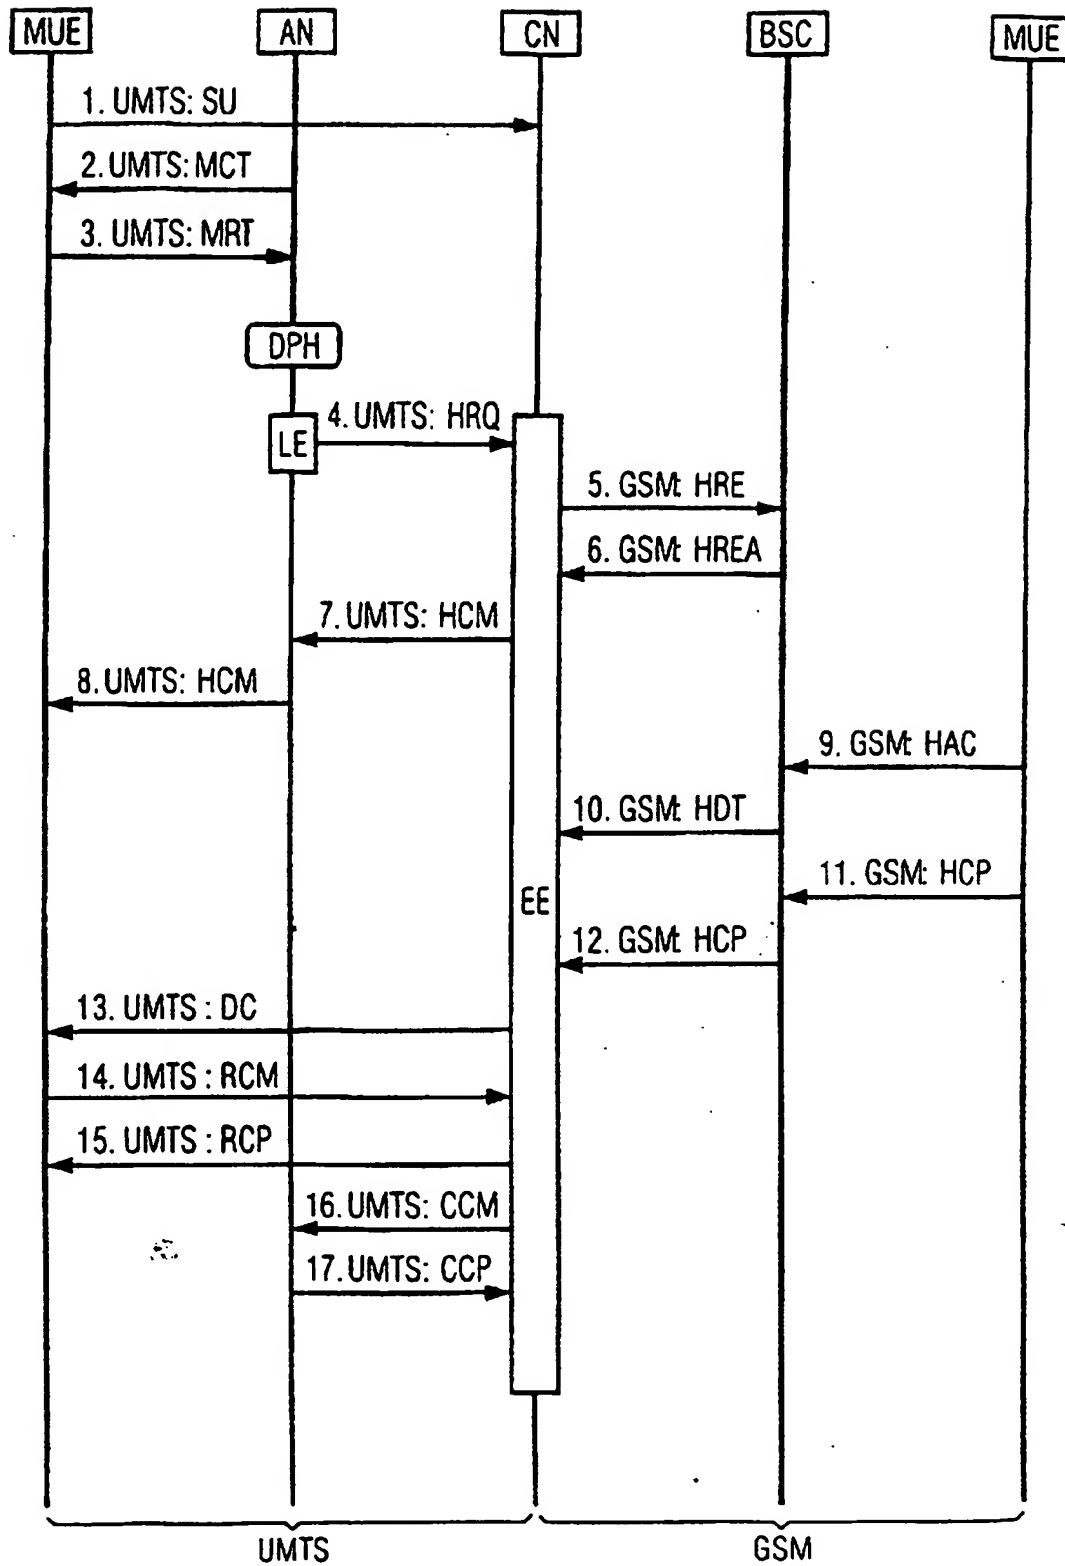 MUE AN CN BSC MUE
1. UMTS: SU
2. UMTS: MCT
3. UMTS: MRT
DPH
LE
4. UMTS: HRQ
5. GSM: HRE
6. GSM: HREA
7. UMTS: HCM
8. UMTS: HCM
9. GSM: HAC
10. GSM: HDT
11. GSM: HCP
EE
12. GSM: HCP
13. UMTS : DC
14. UMTS : RCM
15. UMTS : RCP
16. UMTS: CCM
17. UMTS: CCP
UMTS GSM